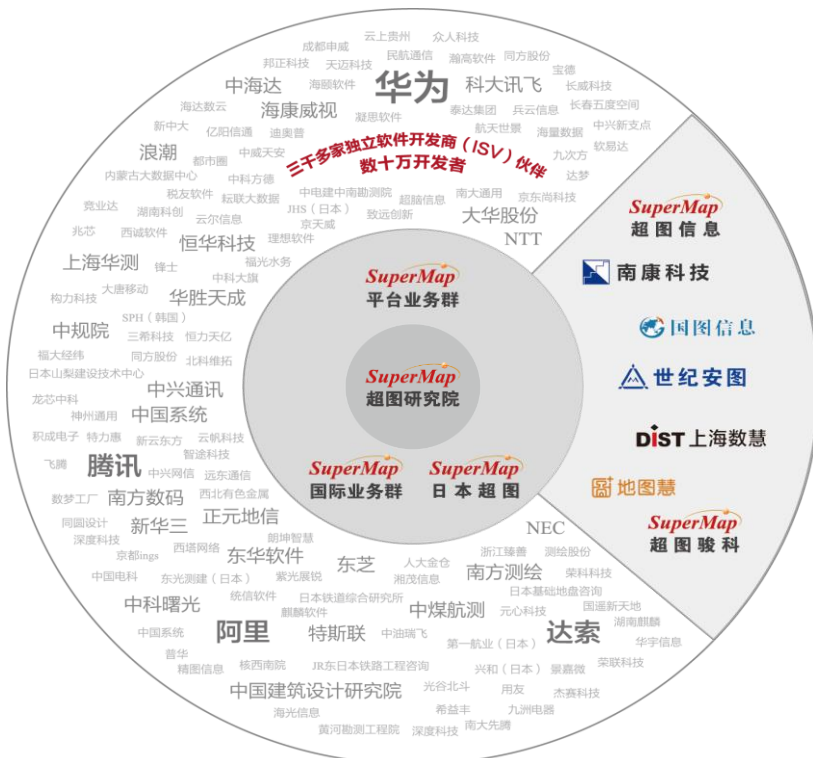 云上贵州
众人科技
成都申威
民航通信
瀚高软件
同方股份
邦正科技
天迈科技
宝德
中海达
海颐软件
华为
科大讯飞
长威科技
海达数云
海康威视
凝思软件
泰达集团
兵云信息
长春五度空间
新中大
亿阳信通
迪奥普
航天世景
海量数据
中兴新支点
三千多家独立软件开发商（ISV）伙伴
数十万开发者
浪潮
都市圈
中威天安
九次方
软易达
内蒙古大数据中心
中科方德
达梦
税友软件
耘联大数据
中电建中南勘测院
超脑信息
南大通用
京东尚科技
竞业达
湖南科创
云尔信息
JHS（日本）
致远创新
大华股份
京天威
兆芯
西诚软件
恒华科技
理想软件
NTT
上海华测
锋士
福光水务
中科大旗
构力科技
大唐移动
华胜天成
SPH（韩国）
中规院
三希科技
恒力天亿
福大经纬
同方股份
北科维拓
日本山梨建设技术中心
龙芯中科
中兴通讯
神州通用
中国系统
积成电子
特力惠
新云东方
云帆科技
智途科技
飞腾
腾讯
中兴网信
远东通信
数梦工厂
南方数码
西北有色金属
同圆设计
新华三
正元地信
深度科技
朗坤智慧
京都ings
西塔网络
东华软件
东芝
人大金仓
NEC
浙江臻善
测绘股份
中国电科
东光测建（日本）
紫光展锐
湘茂信息
南方测绘
荣科科技
日本基础地盘咨询
中科曙光
统信软件
日本铁道综合研究所
麒麟软件
中煤航测
元心科技
国遥新天地
湖南麒麟
中国系统
阿里
特斯联
中油瑞飞
第一航业（日本）
达索
华宇信息
普华
精图信息
核西南院
JR东日本铁路工程咨询
兴和（日本）
景嘉微
荣联科技
中国建筑设计研究院
光谷北斗
用友
杰赛科技
海光信息
希益丰
九洲电器
黄河勘测工程院
深度科技
南大先腾
SuperMap
平台业务群
SuperMap
超图研究院
SuperMap
国际业务群
SuperMap
日本超图
SuperMap
超图信息
南康科技
国图信息
世纪安图
DIST上海数慧
地图慧
SuperMap
超图骏科